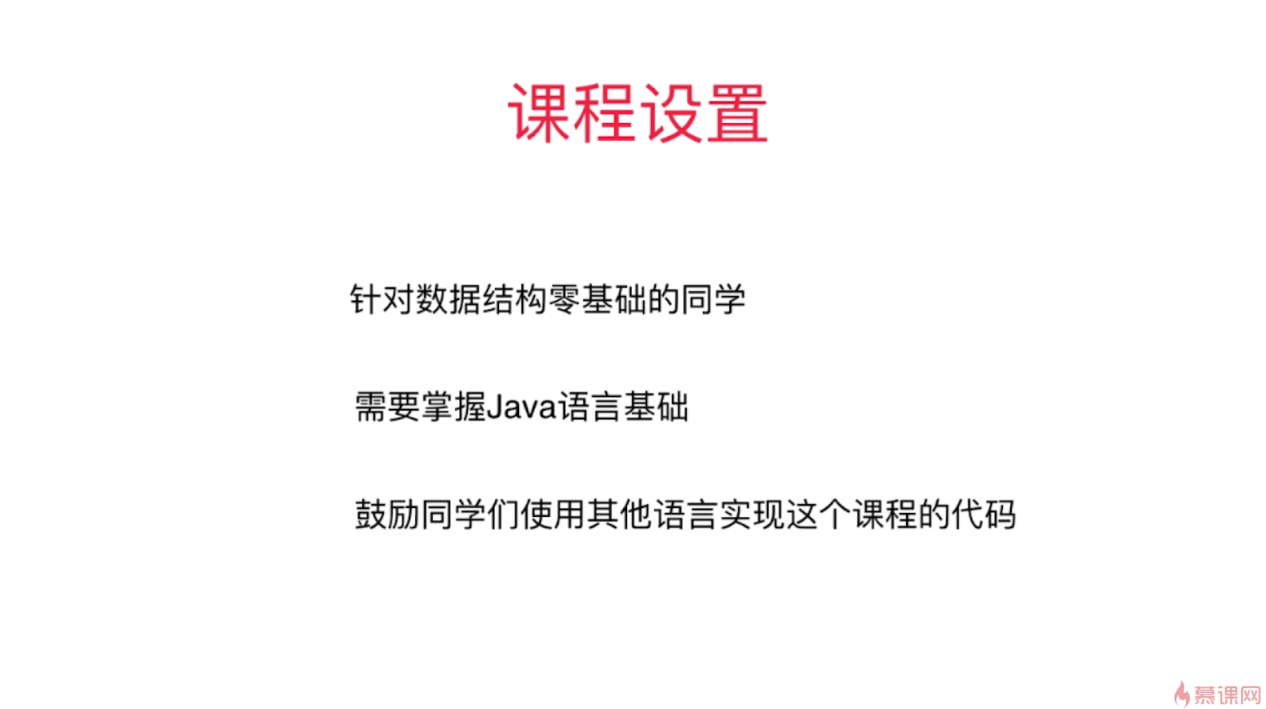 课程设置
针对数据结构零基础的同学
需要掌握Java语言基础
鼓励同学们使用其他语言实现这个课程的代码
慕课网